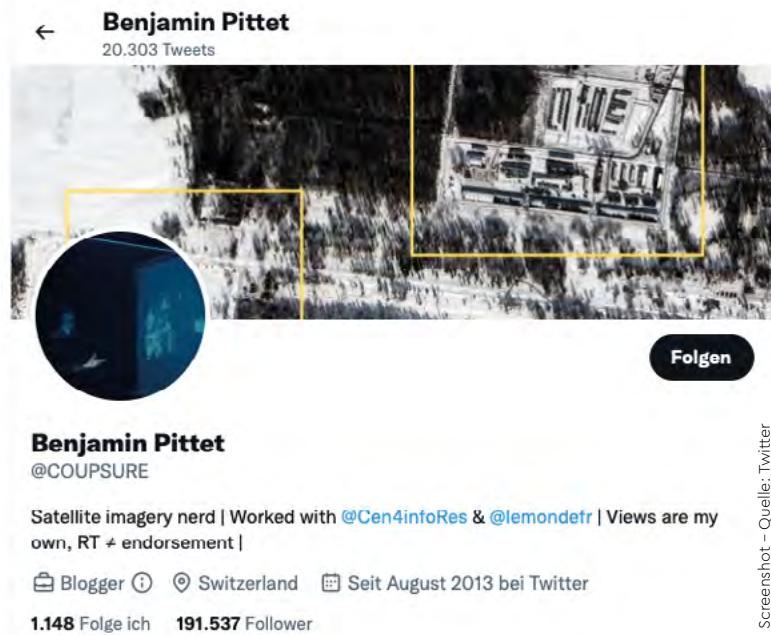 Benjamin Pittet
20.303 Tweets
Folgen
Benjamin Pittet
@COUPSURE
Satellite imagery nerd | Worked with @Cen4infoRes & @lemondefr | Views are my
own, RT ≠ endorsement |
Blogger Switzerland Seit August 2013 bei Twitter
1.148 Folge ich 191.537 Follower
Screenshot – Quelle: Twitter